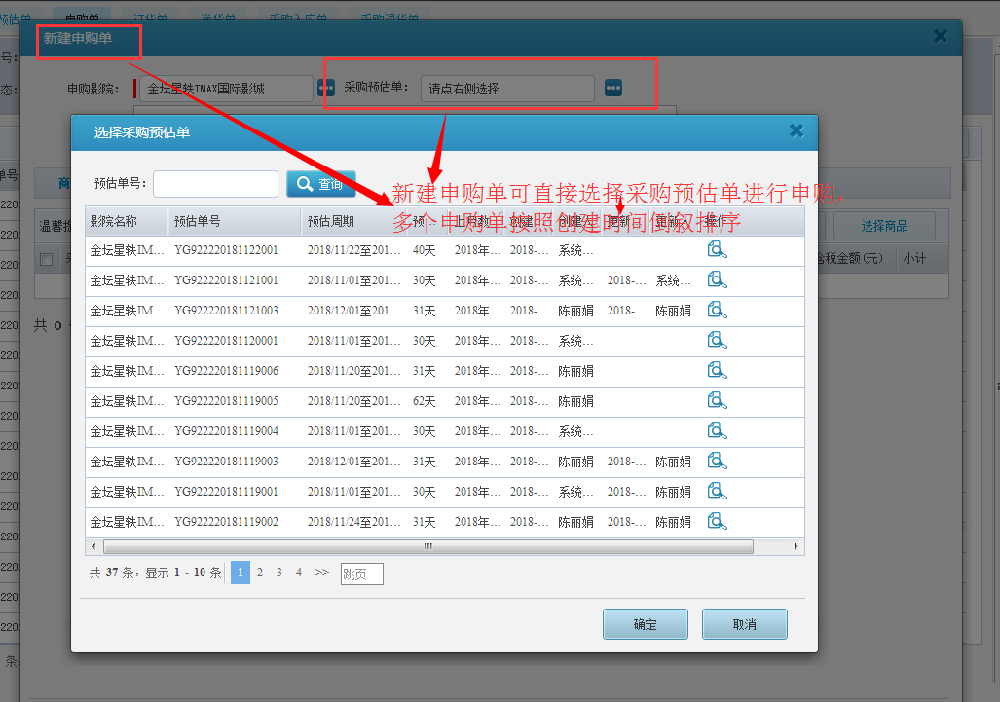 预估单 申购单 订货单 送货单 采购入库单 采购退货单
新建申购单
号:
态:
申购影院: 金坛星轶IMAX国际影城 采购预估单: 请点右侧选择
选择采购预估单
预估单号: 查询
新建申购单可直接选择采购预估单进行申购,
多个申购单按照创建时间倒叙排序
单号 商
温馨提 选择商品
含税金额(元) 小计
共 0
影院名称 预估单号 预估周期 预… 上月数 创建 创建人 更新 更新人 操作
金坛星轶IM… YG922220181122001 2018/11/22至201… 40天 2018年… 2018-… 系统…
金坛星轶IM… YG922220181121001 2018/11/01至201… 30天 2018年… 2018-… 系统… 2018-… 系统…
金坛星轶IM… YG922220181121003 2018/12/01至201… 31天 2018年… 2018-… 陈丽娟 2018-… 陈丽娟
金坛星轶IM… YG922220181120001 2018/11/01至201… 30天 2018年… 2018-… 系统…
金坛星轶IM… YG922220181119006 2018/11/20至201… 31天 2018年… 2018-… 陈丽娟
金坛星轶IM… YG922220181119005 2018/11/20至201… 62天 2018年… 2018-… 陈丽娟
金坛星轶IM… YG922220181119004 2018/11/01至201… 30天 2018年… 2018-… 系统…
金坛星轶IM… YG922220181119003 2018/12/01至201… 31天 2018年… 2018-… 陈丽娟 2018-… 陈丽娟
金坛星轶IM… YG922220181119001 2018/11/01至201… 30天 2018年… 2018-… 系统… 2018-… 陈丽娟
金坛星轶IM… YG922220181119002 2018/11/24至201… 31天 2018年… 2018-… 陈丽娟 2018-… 陈丽娟
共 37 条，显示 1 - 10 条 1 2 3 4 >> 跳页
确定 取消
条